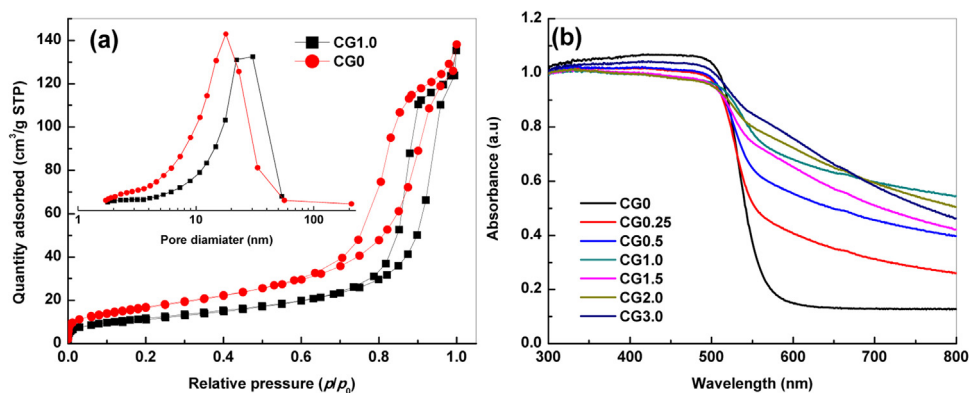 (a)
CG1.0
CG0
140
120
100
80
60
40
20
0
Quantity adsorbed (cm³/g STP)
1 10 100
Pore diamiater (nm)
0.0 0.2 0.4 0.6 0.8 1.0
Relative pressure (p/p₀)
(b)
1.2
1.0
0.8
0.6
0.4
0.2
0.0
Absorbance (a.u)
CG0
CG0.25
CG0.5
CG1.0
CG1.5
CG2.0
CG3.0
300 400 500 600 700 800
Wavelength (nm)